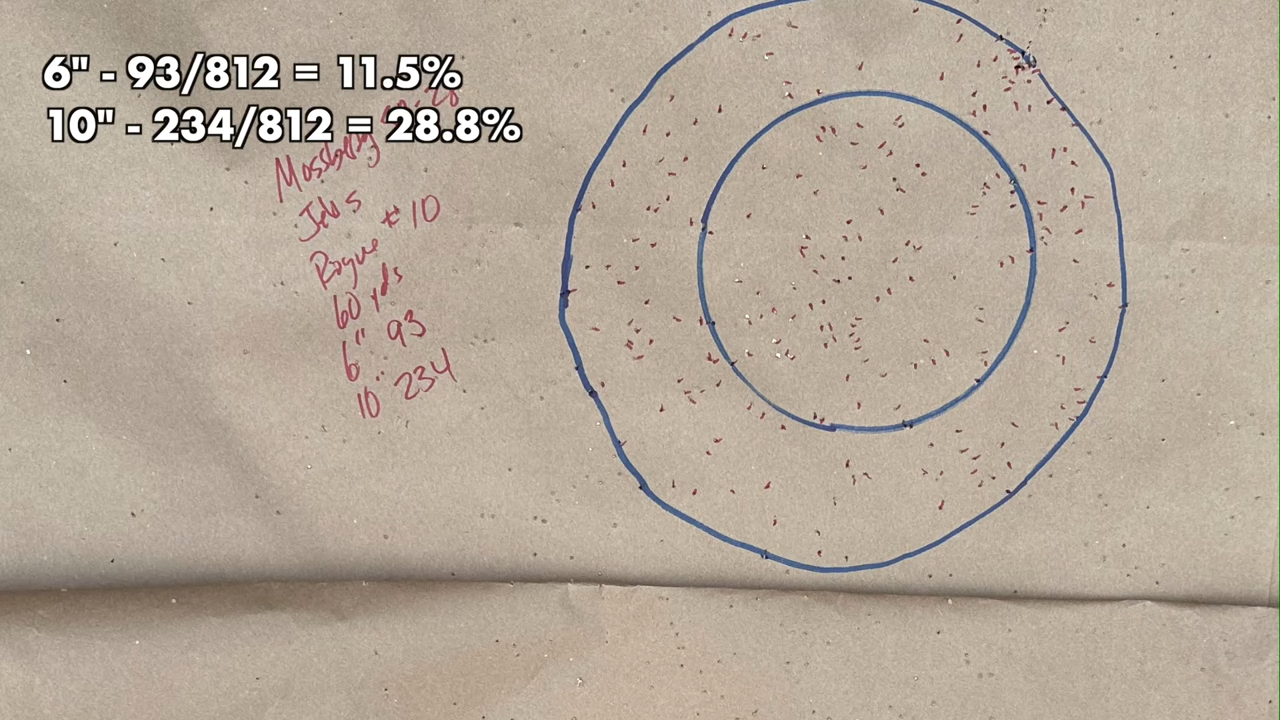 6" - 93/812 = 11.5%
10" - 234/812 = 28.8%
Mossberg
Jebs
Rogue #10
60 yds
6" 93
10" 234